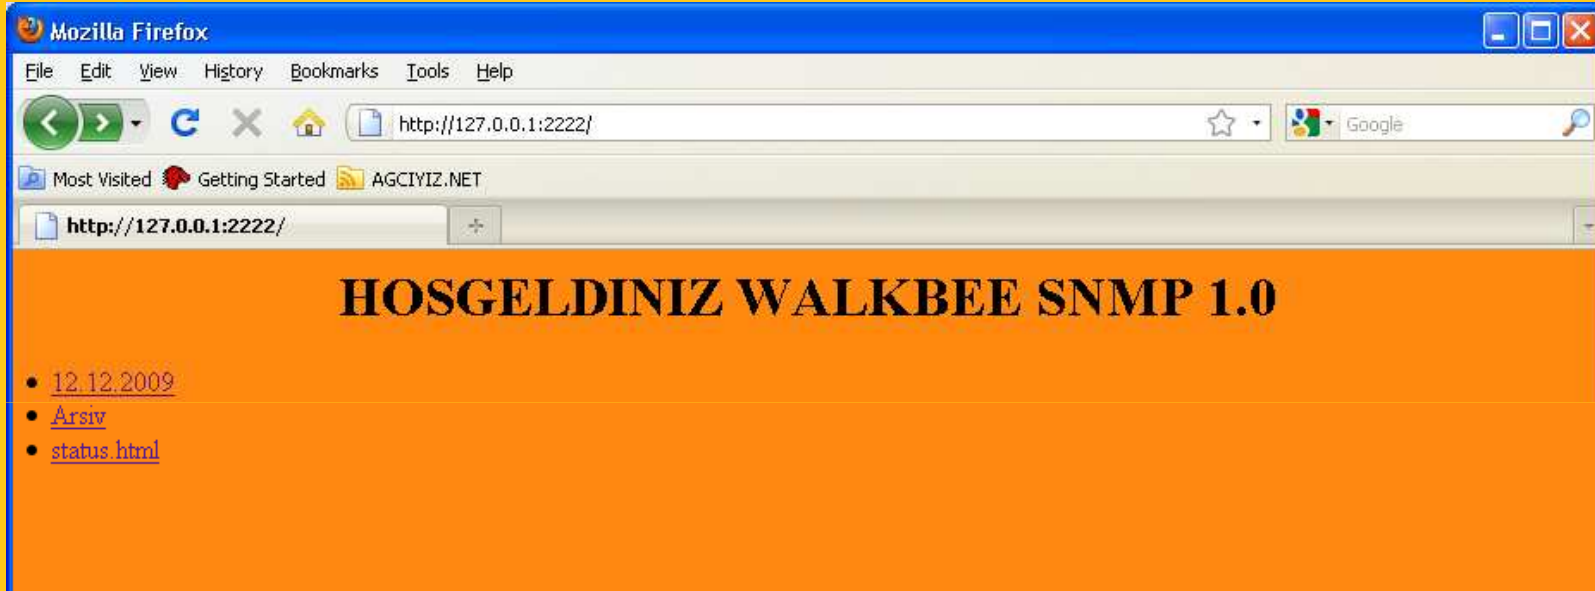 Mozilla Firefox
File Edit View History Bookmarks Tools Help
http://127.0.0.1:2222/ Google
Most Visited Getting Started AGCIYIZ.NET
http://127.0.0.1:2222/
HOSGELDINIZ WALKBEE SNMP 1.0
12.12.2009
Arsiv
status.html